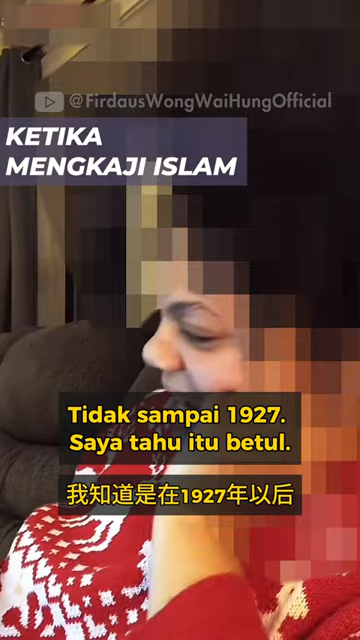 @FirdausWongWaiHungOfficial
KETIKA
MENGKAJI ISLAM
Tidak sampai 1927.
Saya tahu itu betul.
我知道是在1927年以后